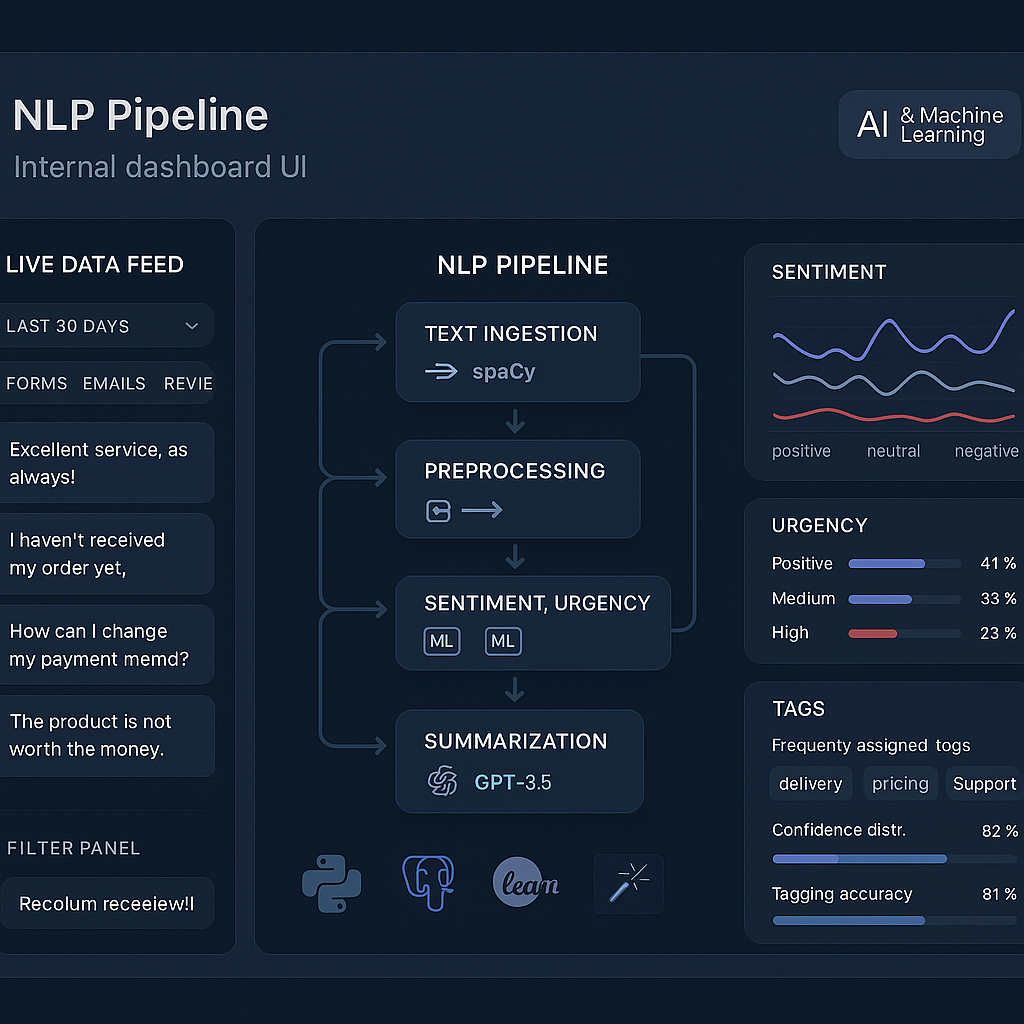 NLP Pipeline
Internal dashboard UI
AI & Machine
Learning
LIVE DATA FEED
LAST 30 DAYS
FORMS EMAILS REVIE
Excellent service, as
always!
I haven't received
my order yet,
How can I change
my payment memd?
The product is not
worth the money.
FILTER PANEL
Recolum receeiew!l
NLP PIPELINE
TEXT INGESTION
spaCy
PREPROCESSING
SENTIMENT, URGENCY
ML ML
SUMMARIZATION
GPT-3.5
learn
SENTIMENT
positive neutral negative
URGENCY
Positive 41 %
Medium 33 %
High 23 %
TAGS
Frequenty assigned togs
delivery pricing Support
Confidence distr. 82 %
Tagging accuracy 81 %